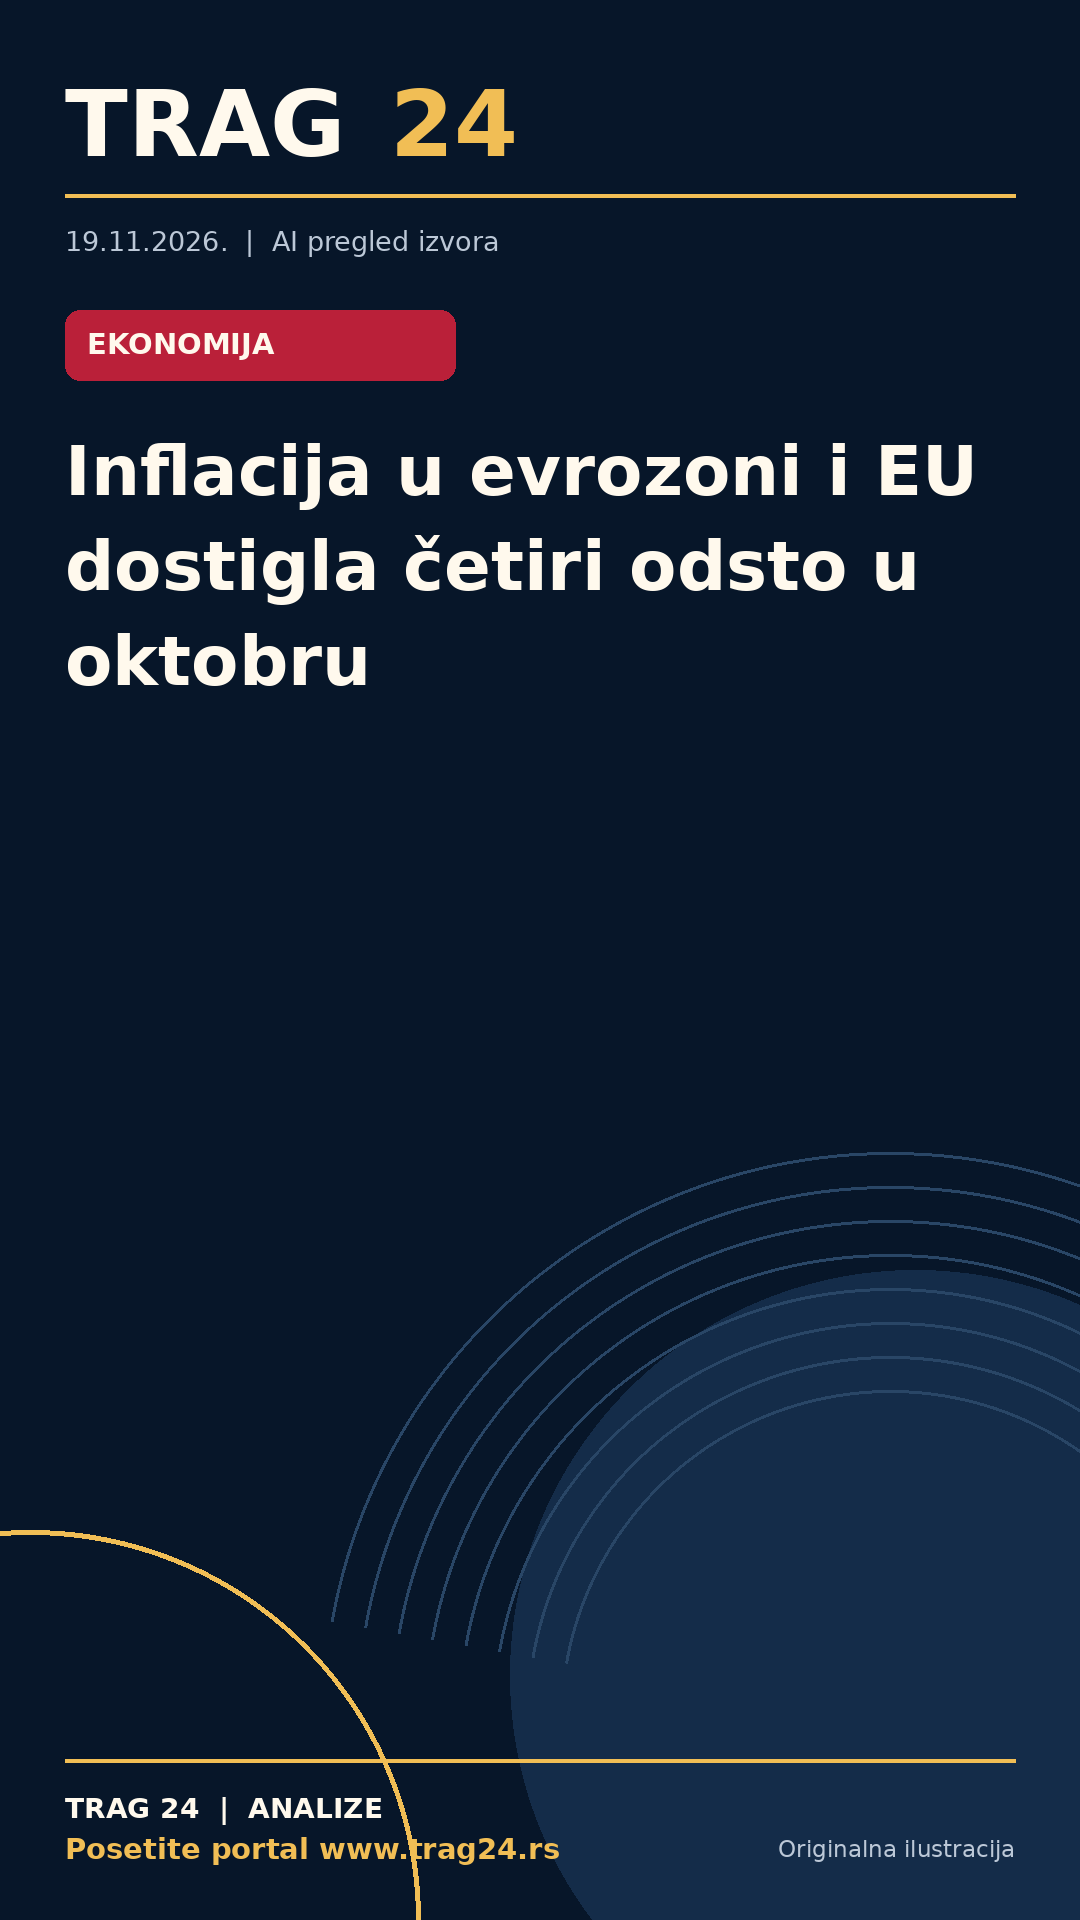 TRAG 24
19.11.2026. | AI pregled izvora
EKONOMIJA
Inflacija u evrozoni i EU
dostigla četiri odsto u
oktobru
TRAG 24 | ANALIZE
Posetite portal www.trag24.rs
Originalna ilustracija